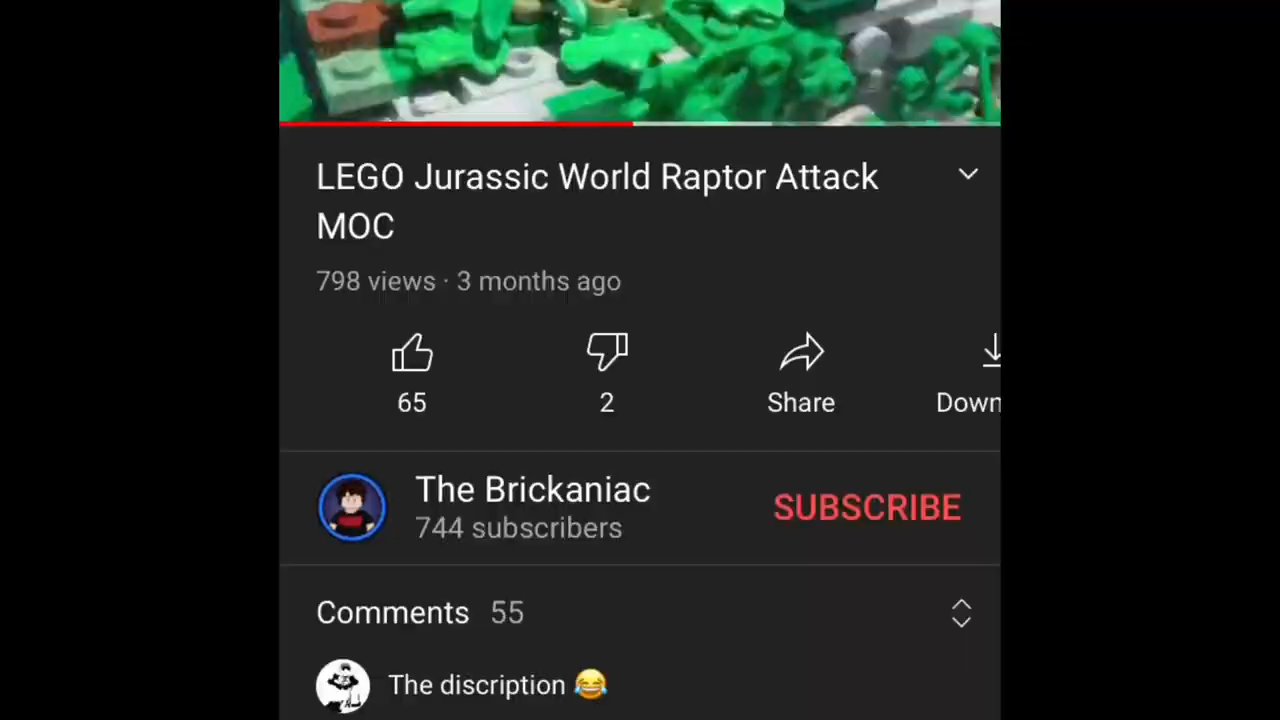 LEGO Jurassic World Raptor Attack
MOC
798 views · 3 months ago
65
2
Share
Down
The Brickaniac
744 subscribers
SUBSCRIBE
Comments 55
The discription 😂